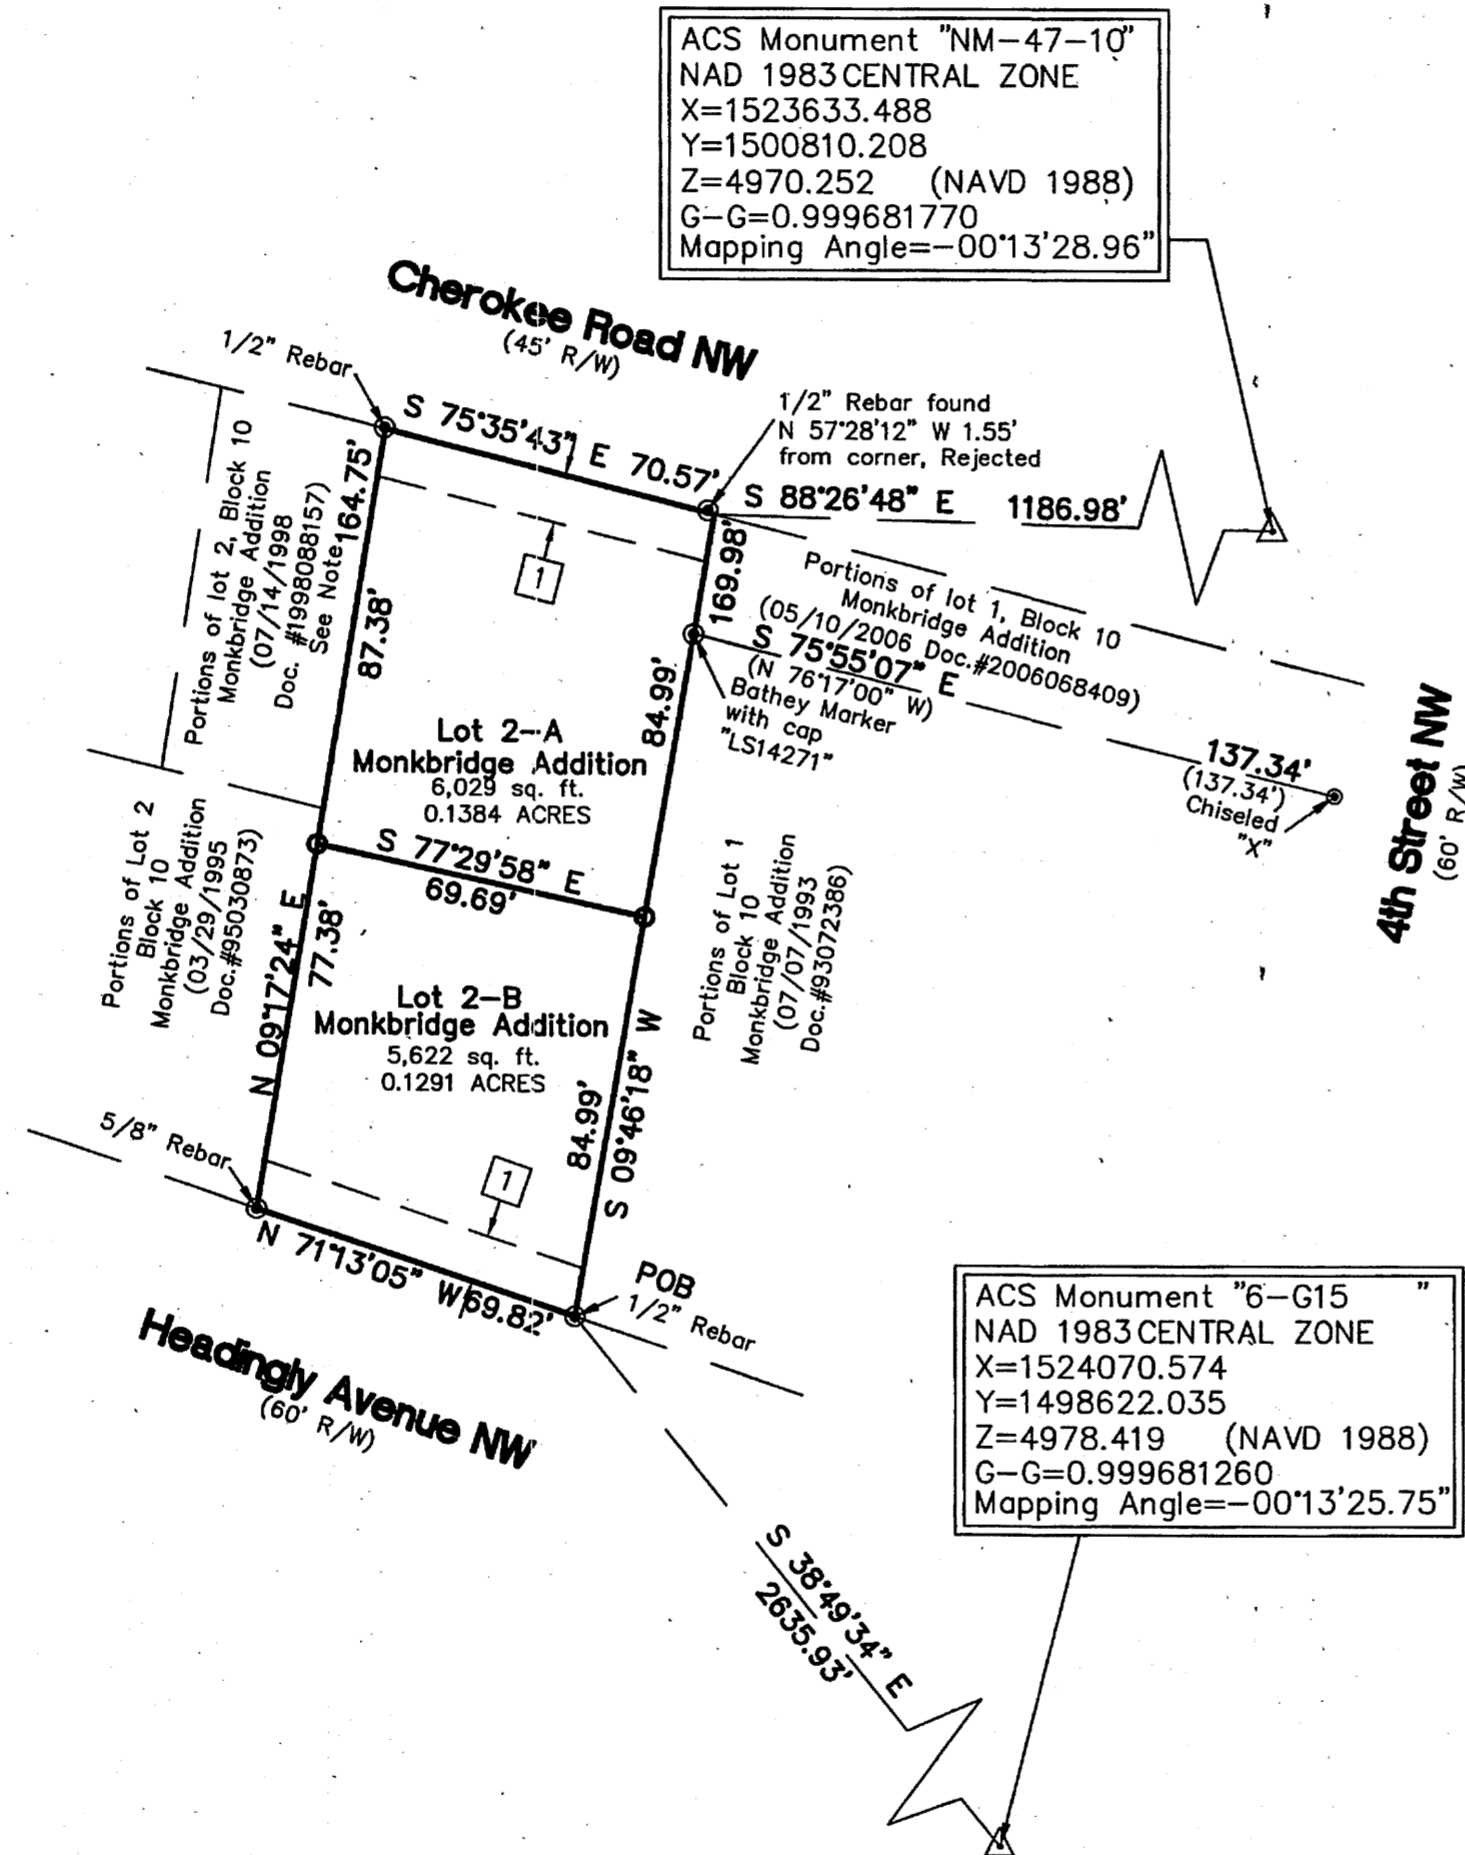 ACS Monument "NM-47-10"
NAD 1983 CENTRAL ZONE
X=1523633.488
Y=1500810.208
Z=4970.252 (NAVD 1988)
G-G=0.999681770
Mapping Angle=-00°13'28.96"
Cherokee Road NW
(45' R/W)
1/2" Rebar
1/2" Rebar found
N 57°28'12" W 1.55'
from corner, Rejected
S 75°35'43" E 70.57'
S 88°26'48" E 1186.98'
Portions of lot 2, Block 10
Monkbridge Addition
(07/14/1998
Doc. #1998088157)
See Note
164.75'
87.38'
1
169.98'
84.99'
Portions of lot 1, Block 10
Monkbridge Addition
(05/10/2006 Doc.#2006068409)
S 75°55'07" E
(N 76°17'00" W)
Bathey Marker
with cap
"LS14271"
137.34'
(137.34')
Chiseled
"X"
4th Street NW
(60' R/W)
Lot 2-A
Monkbridge Addition
6,029 sq. ft.
0.1384 ACRES
S 77°29'58" E
69.69'
Portions of Lot 2
Block 10
Monkbridge Addition
(03/29/1995
Doc.#95030873)
N 09°17'24" E
77.38'
Portions of Lot 1
Block 10
Monkbridge Addition
(07/07/1993
Doc.#93072386)
Lot 2-B
Monkbridge Addition
5,622 sq. ft.
0.1291 ACRES
84.99'
S 09°46'18" W
5/8" Rebar
1
N 71°13'05" W 69.82'
POB
1/2" Rebar
Headingly Avenue NW
(60' R/W)
ACS Monument "6-G15 "
NAD 1983 CENTRAL ZONE
X=1524070.574
Y=1498622.035
Z=4978.419 (NAVD 1988)
G-G=0.999681260
Mapping Angle=-00°13'25.75"
S 38°49'34" E
2635.93'